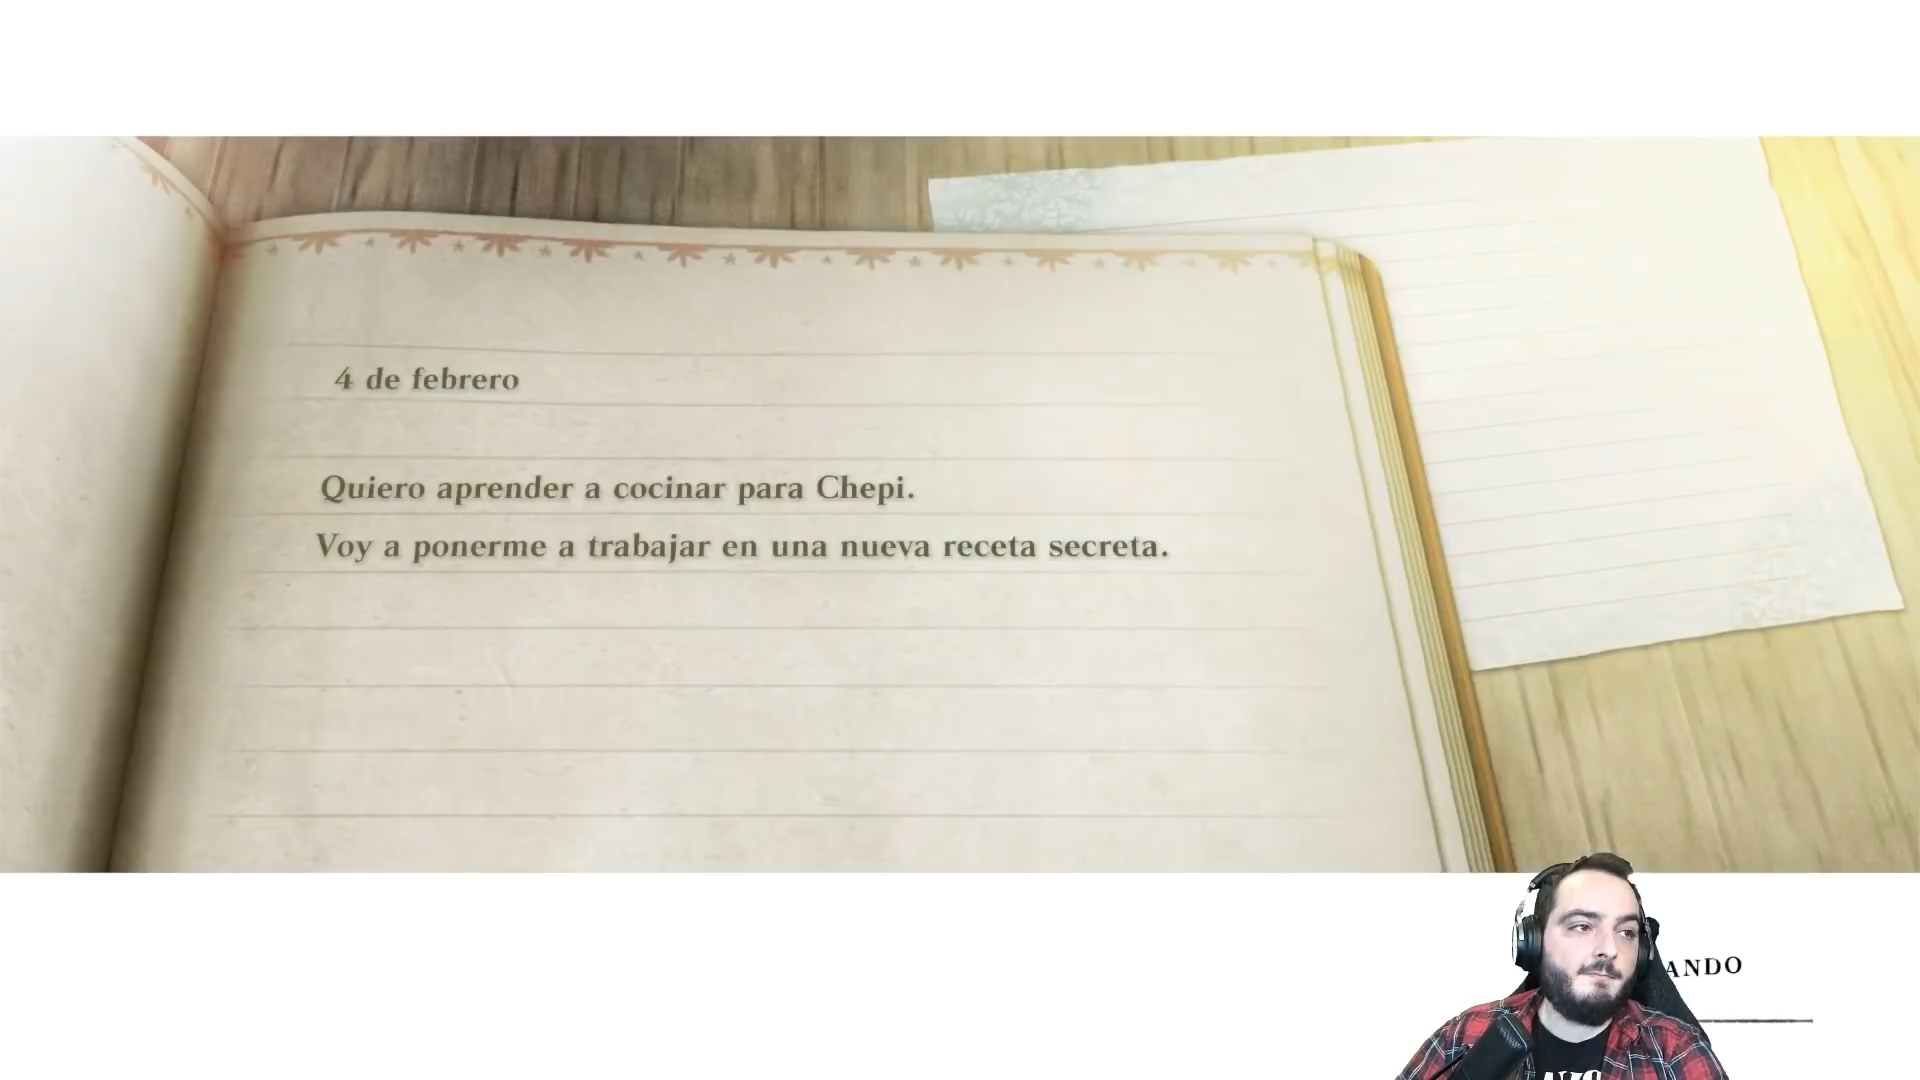 4 de febrero
Quiero aprender a cocinar para Chepi.
Voy a ponerme a trabajar en una nueva receta secreta.
ANDO